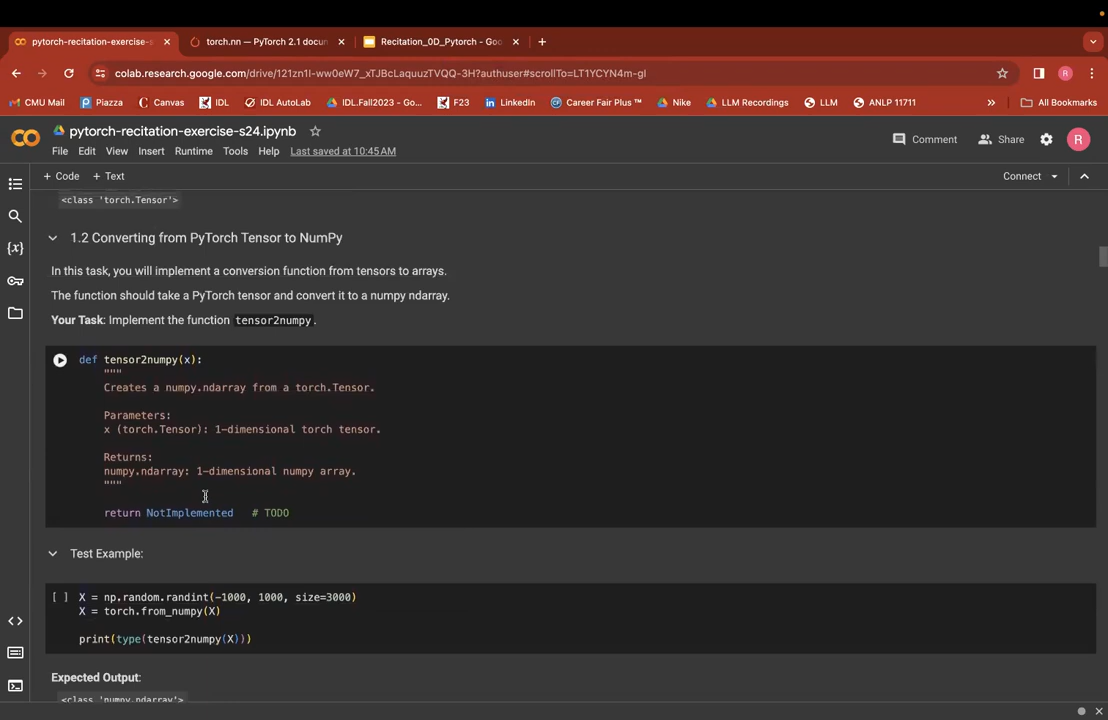 pytorch-recitation-exercise-s
torch.nn — PyTorch 2.1 docun
Recitation_0D_Pytorch - Goo
colab.research.google.com/drive/121zn1I-ww0eW7_xTJBcLaquuzTVQQ-3H?authuser#scrollTo=LT1YCYN4m-gl
R
CMU Mail Piazza Canvas IDL IDL AutoLab IDL.Fall2023 - Go... F23 LinkedIn Career Fair Plus ™ Nike LLM Recordings LLM ANLP 11711 » All Bookmarks
pytorch-recitation-exercise-s24.ipynb
Comment Share R
File Edit View Insert Runtime Tools Help Last saved at 10:45 AM
+ Code + Text Connect
<class 'torch.Tensor'>
1.2 Converting from PyTorch Tensor to NumPy
In this task, you will implement a conversion function from tensors to arrays.
The function should take a PyTorch tensor and convert it to a numpy ndarray.
Your Task: Implement the function tensor2numpy.
def tensor2numpy(x):
"""
Creates a numpy.ndarray from a torch.Tensor.
Parameters:
x (torch.Tensor): 1-dimensional torch tensor.
Returns:
numpy.ndarray: 1-dimensional numpy array.
"""
return NotImplemented # TODO
Test Example:
[ ] X = np.random.randint(-1000, 1000, size=3000)
X = torch.from_numpy(X)
print(type(tensor2numpy(X)))
Expected Output:
<class 'numpy.ndarray'>